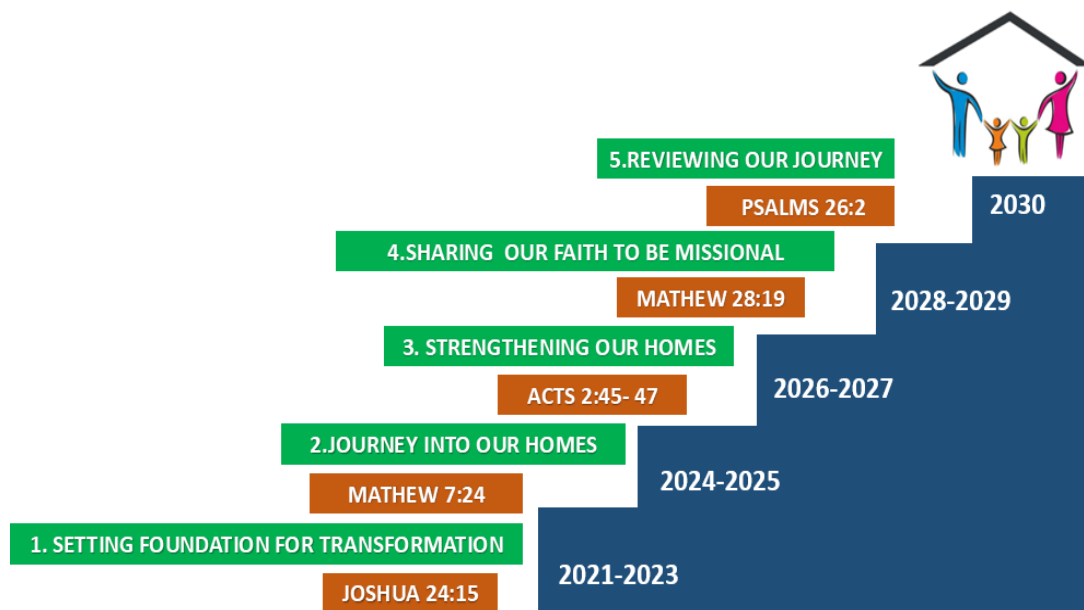 5.REVIEWING OUR JOURNEY
PSALMS 26:2
2030
4.SHARING OUR FAITH TO BE MISSIONAL
MATHEW 28:19
2028-2029
3. STRENGTHENING OUR HOMES
ACTS 2:45- 47
2026-2027
2.JOURNEY INTO OUR HOMES
MATHEW 7:24
2024-2025
1. SETTING FOUNDATION FOR TRANSFORMATION
JOSHUA 24:15
2021-2023